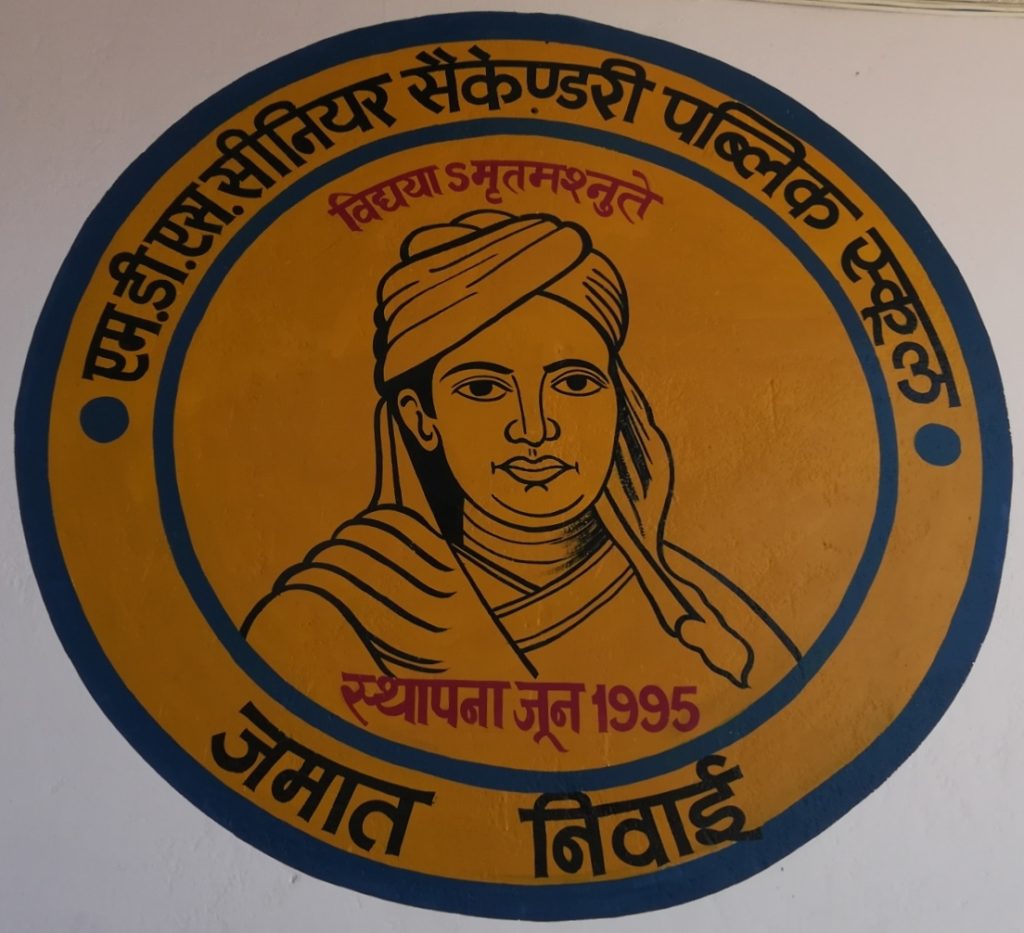 एम.डी.एस.सीनियर सैकेण्डरी पब्लिक स्कूल
विद्यया ऽमृतमश्नुते
स्थापना जून 1995
जमात निवाई